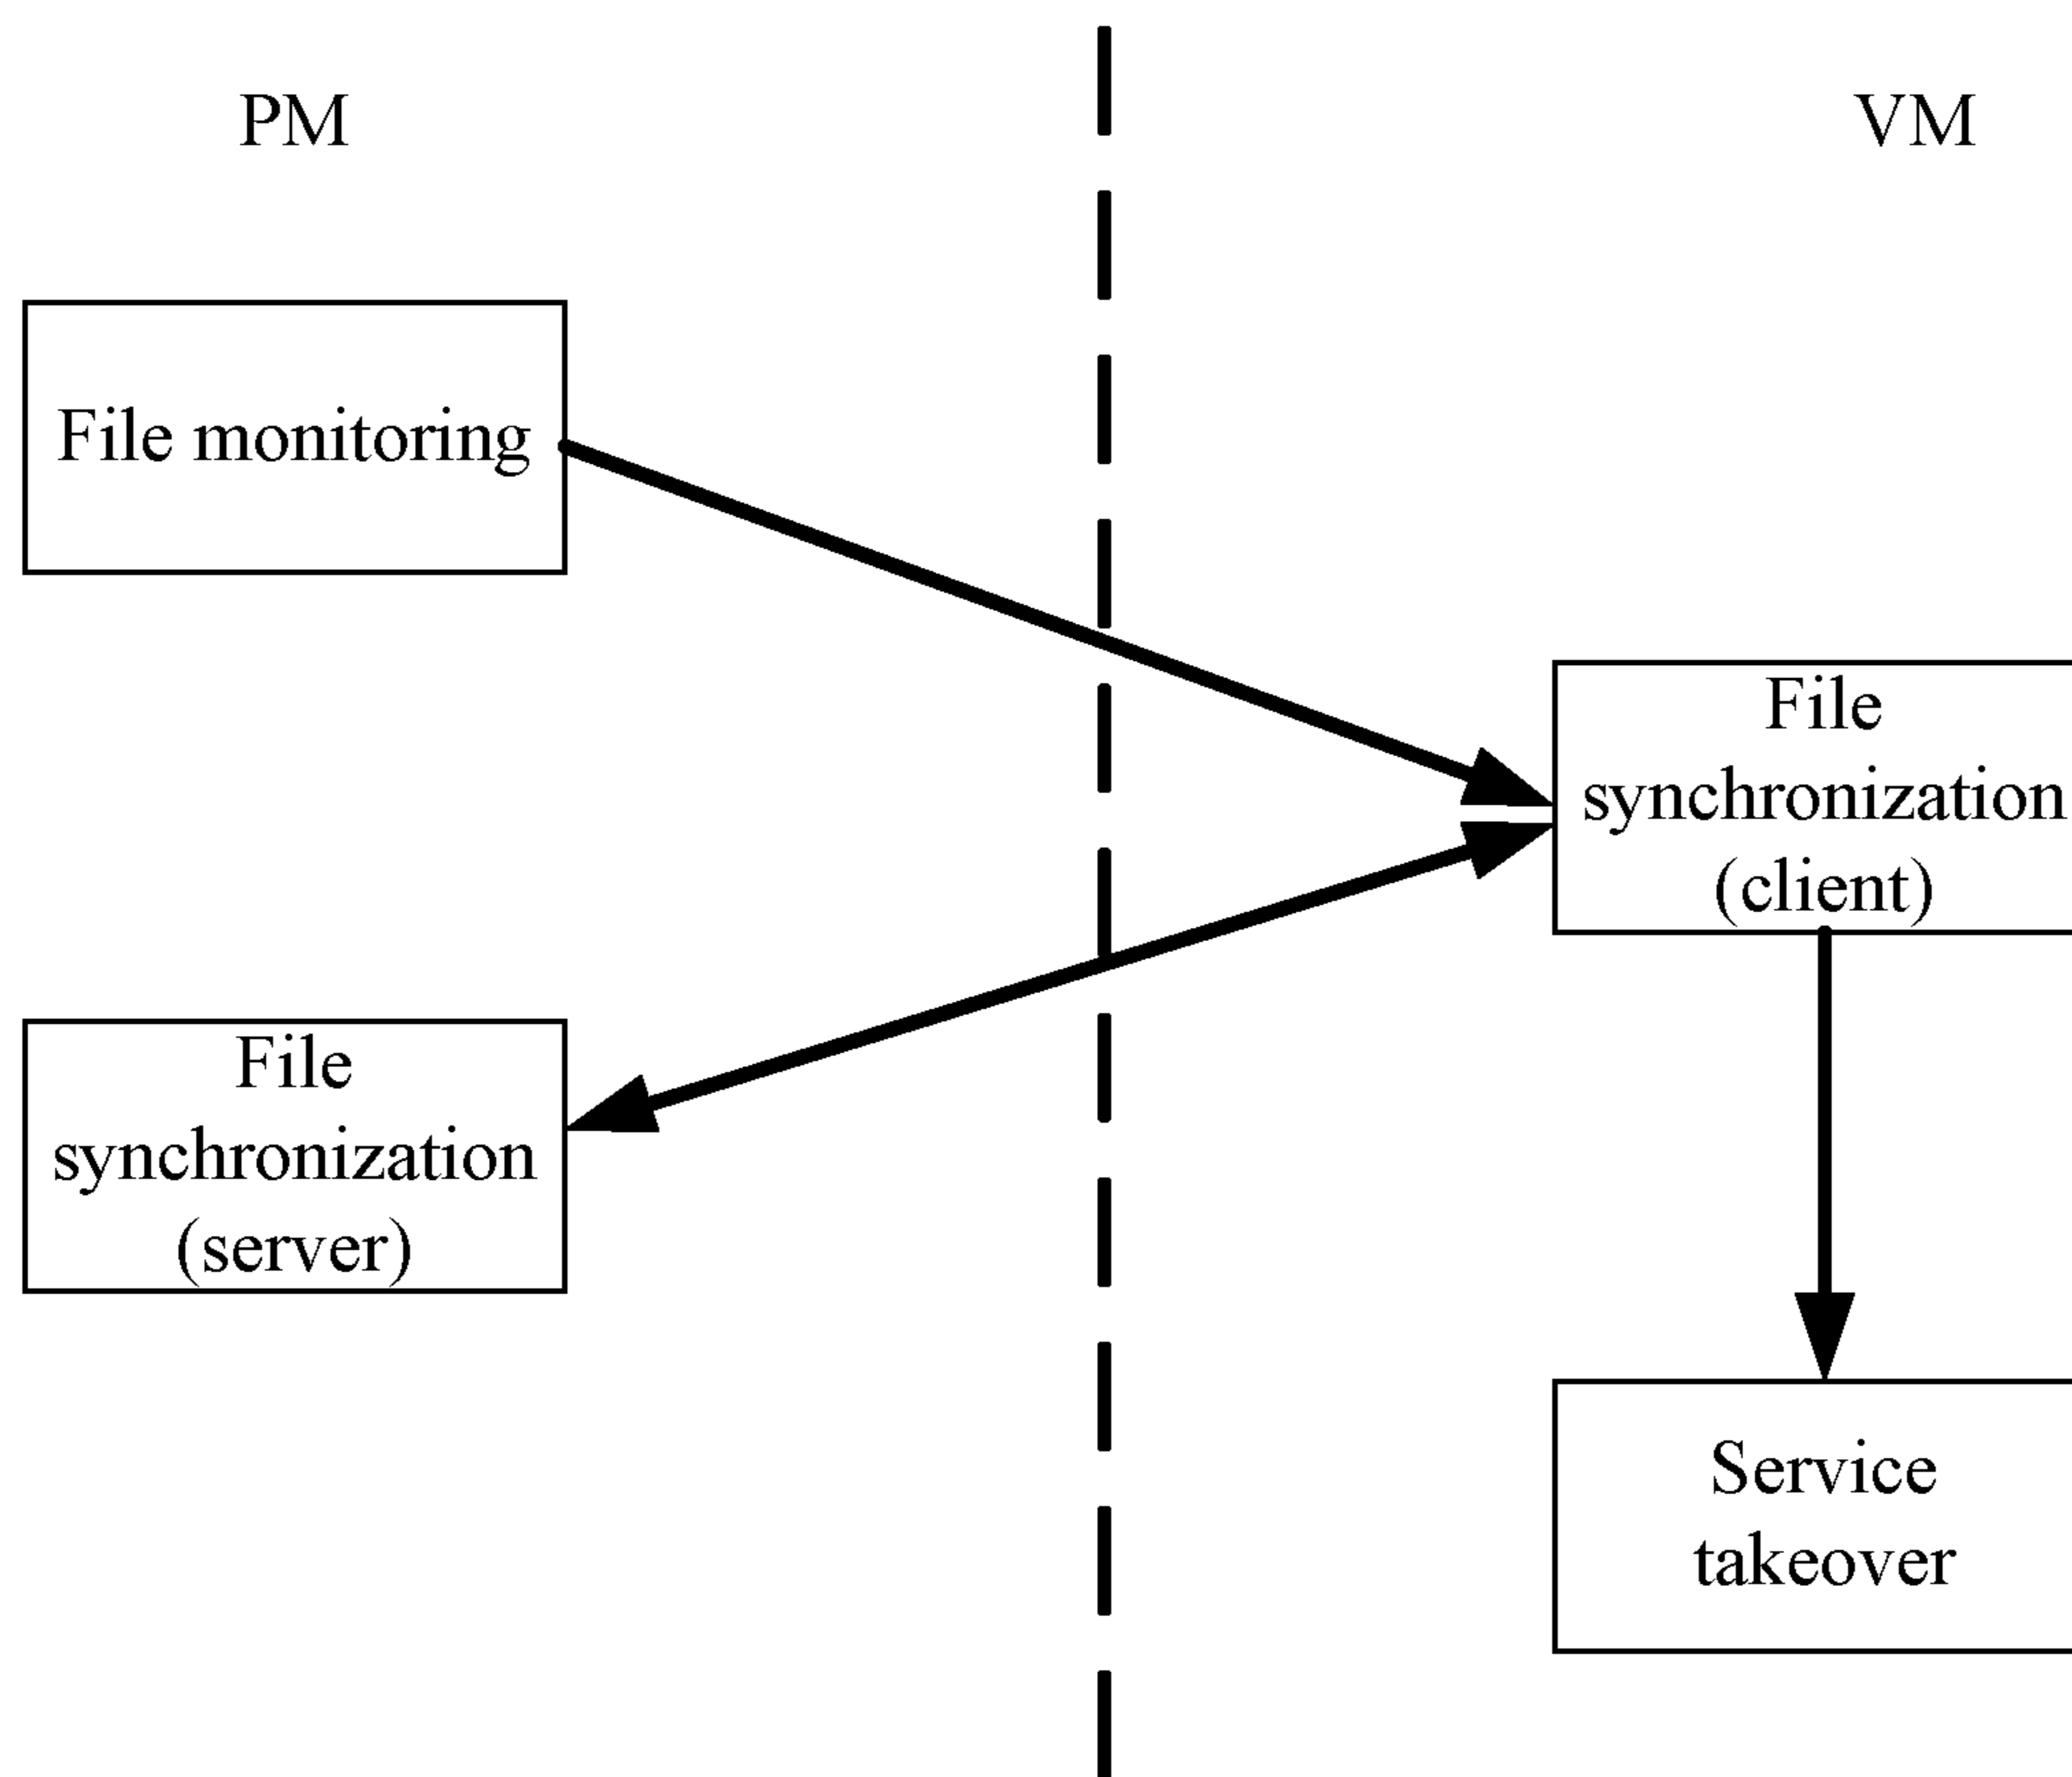 PM
VM
File monitoring
File
synchronization
(client)
File
synchronization
(server)
Service
takeover